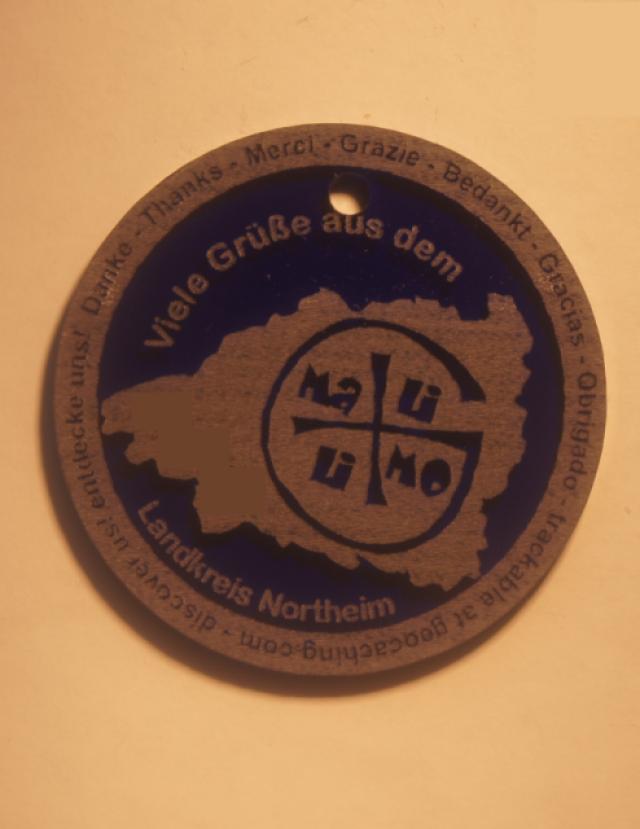 Danke - Thanks - Merci - Grazie - Bedankt - Gracias - Obrigado - trackable at geocaching.com - discover us! entdecke uns!
Viele Grüße aus dem
Ma Li
Li Mo
Landkreis Northeim